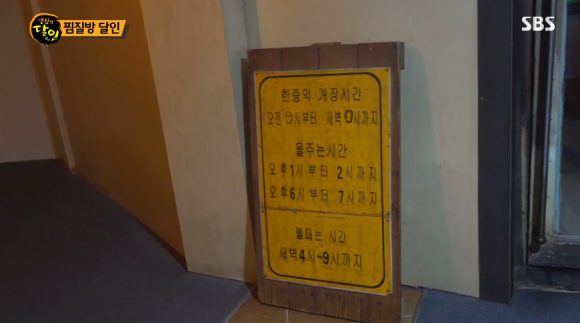 생활의 달인
찜질방 달인
SBS
한증막 개장시간
오전 시부터 새벽 0시까지
물주는시간
오후1시부터 2시까지
오후6시부터 7시까지
불때는 시간
새벽4시~9시까지